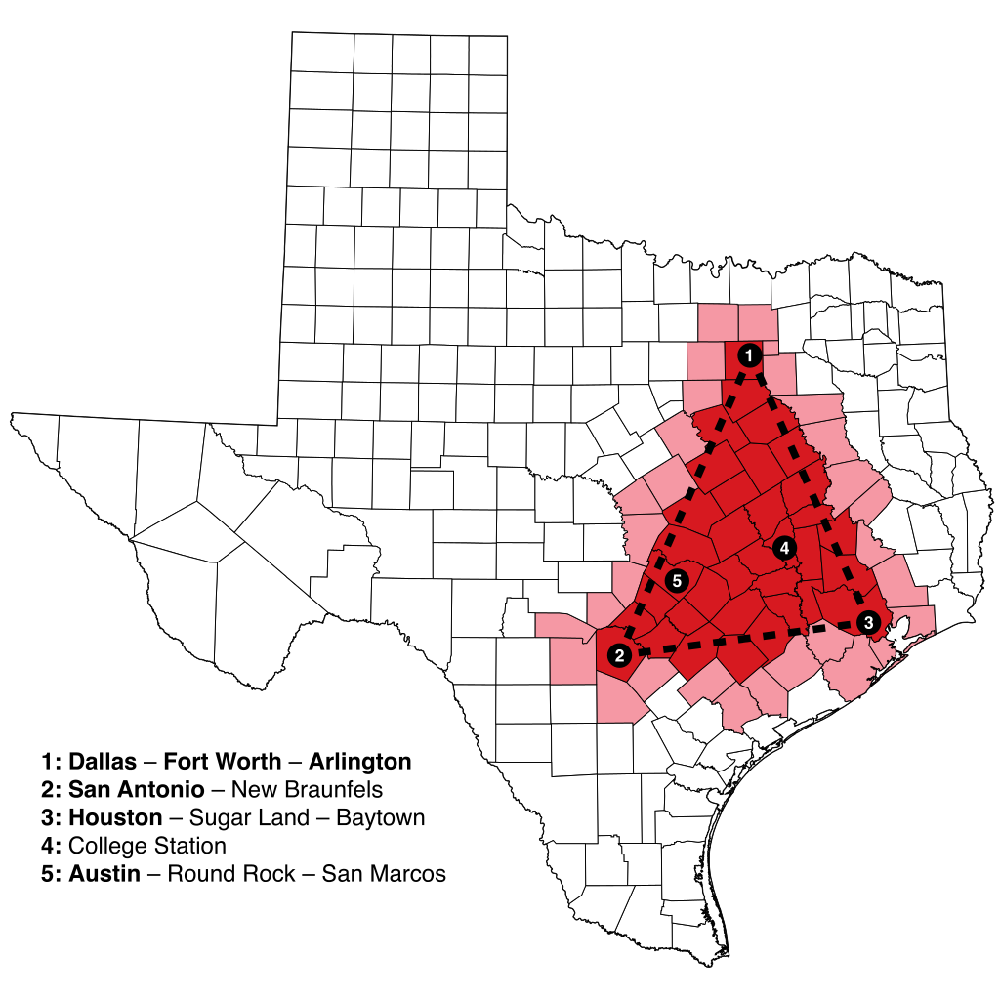 1
4
5
3
2
1: Dallas – Fort Worth – Arlington
2: San Antonio – New Braunfels
3: Houston – Sugar Land – Baytown
4: College Station
5: Austin – Round Rock – San Marcos